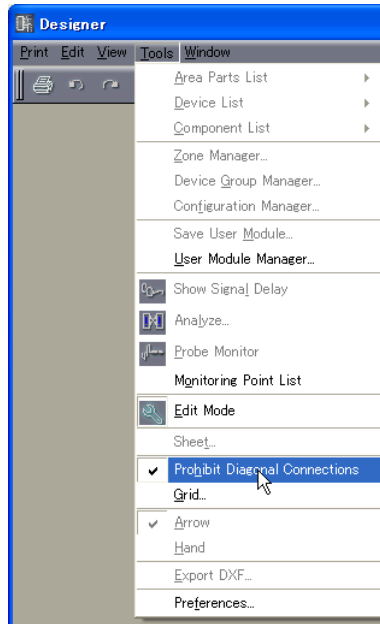 Designer
Print Edit View Tools Window
Area Parts List
Device List
Component List
Zone Manager...
Device Group Manager...
Configuration Manager...
Save User Module...
User Module Manager...
Show Signal Delay
Analyze...
Probe Monitor
Monitoring Point List
Edit Mode
Sheet...
Prohibit Diagonal Connections
Grid...
Arrow
Hand
Export DXF...
Preferences...